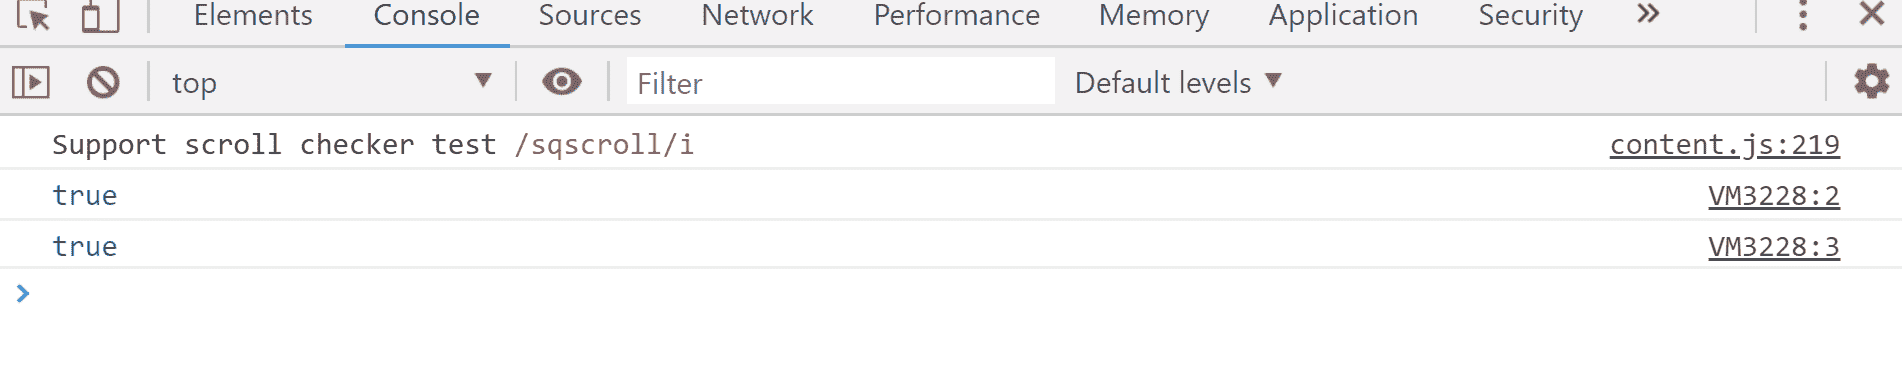 Elements Console Sources Network Performance Memory Application Security »
top Filter Default levels
Support scroll checker test /sqscroll/i content.js:219
true VM3228:2
true VM3228:3